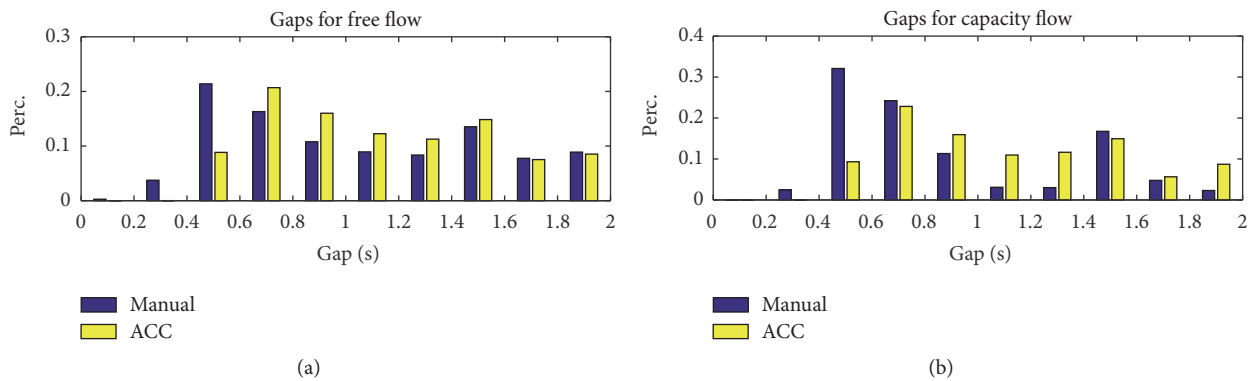 Gaps for free flow
0.3
0.2
0.1
0
Perc.
0 0.2 0.4 0.6 0.8 1 1.2 1.4 1.6 1.8 2
Gap (s)
Manual
ACC
(a)
Gaps for capacity flow
0.4
0.3
0.2
0.1
0
Perc.
0 0.2 0.4 0.6 0.8 1 1.2 1.4 1.6 1.8 2
Gap (s)
Manual
ACC
(b)